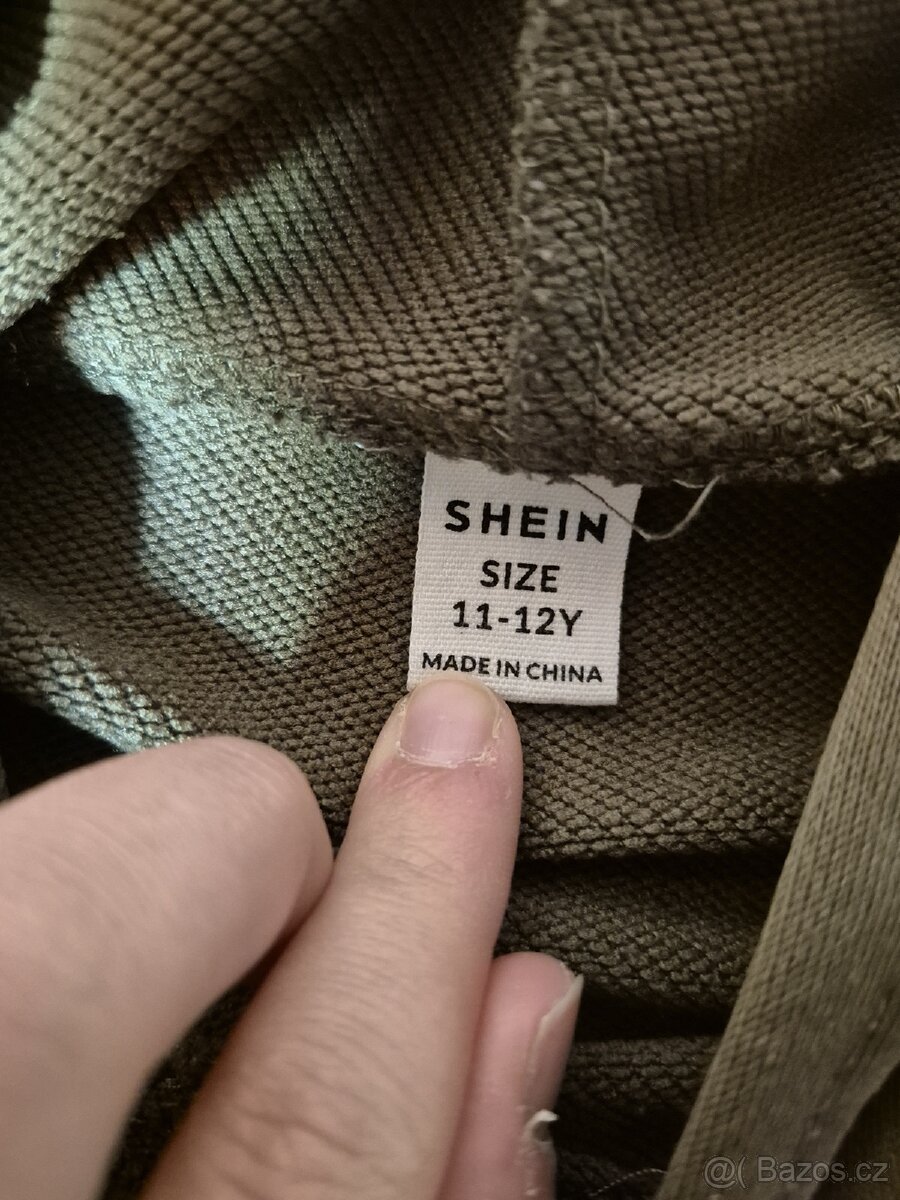 SHEIN
SIZE
11-12Y
MADE IN CHINA
@( Bazos.cz